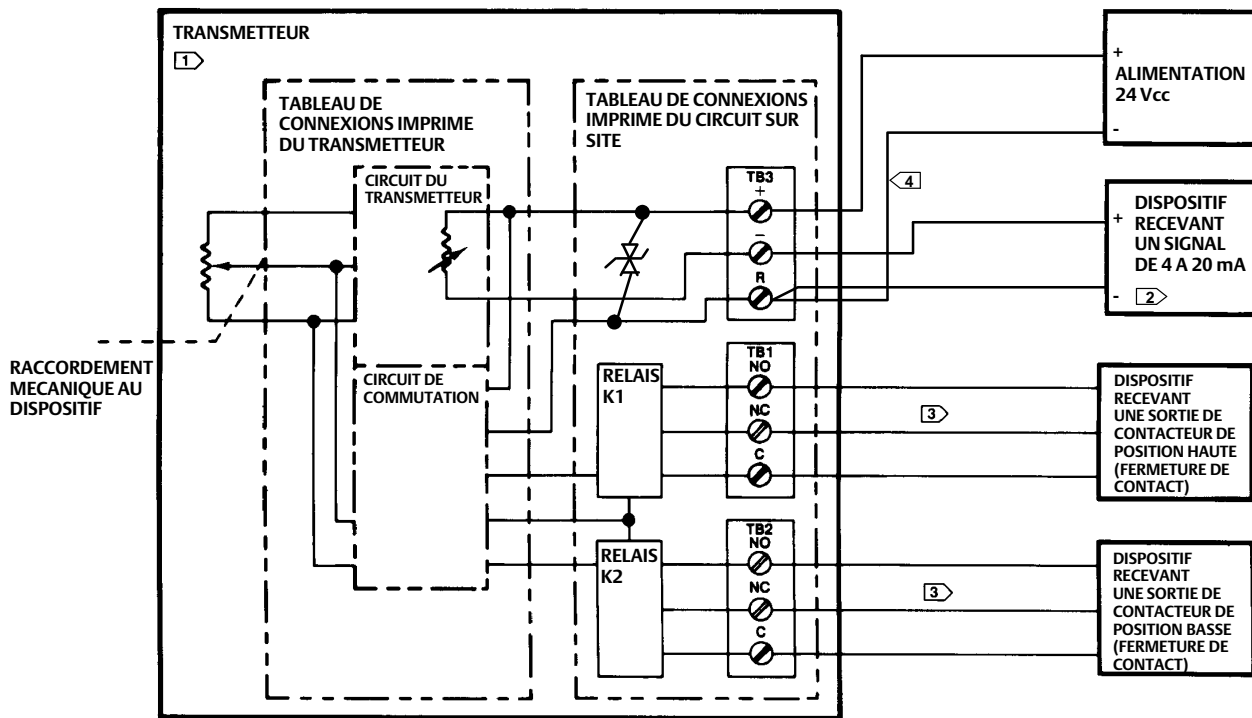 TRANSMETTEUR
1
TABLEAU DE
CONNEXIONS IMPRIME
DU TRANSMETTEUR
TABLEAU DE CONNEXIONS
IMPRIME DU CIRCUIT SUR
SITE
CIRCUIT DU
TRANSMETTEUR
CIRCUIT DE
COMMUTATION
RACCORDEMENT
MECANIQUE AU
DISPOSITIF
TB3
+
–
R
RELAIS
K1
TB1
NO
NC
C
RELAIS
K2
TB2
NO
NC
C
4
3
3
+
ALIMENTATION
24 Vcc
-
DISPOSITIF
RECEVANT
+ UN SIGNAL
DE 4 A 20 mA
- 2
DISPOSITIF
RECEVANT
UNE SORTIE DE
CONTACTEUR DE
POSITION HAUTE
(FERMETURE DE
CONTACT)
DISPOSITIF
RECEVANT
UNE SORTIE DE
CONTACTEUR DE
POSITION BASSE
(FERMETURE DE
CONTACT)